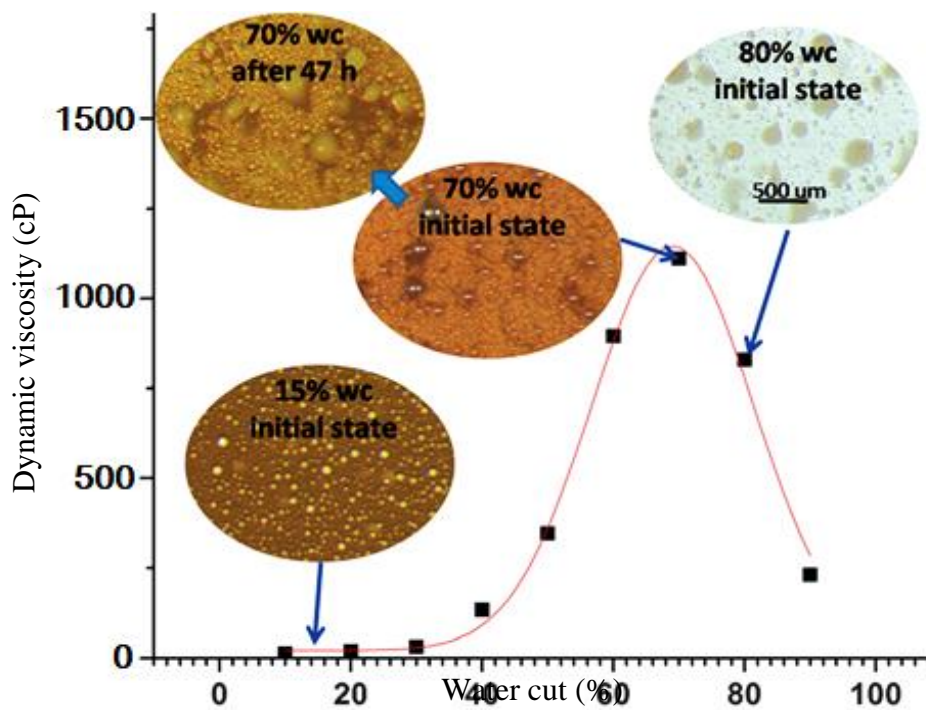 70% wc
after 47 h
80% wc
initial state
500 um
70% wc
initial state
15% wc
initial state
Dynamic viscosity (cP)
1500
1000
500
0
0
20
40
60
80
100
Water cut (%)